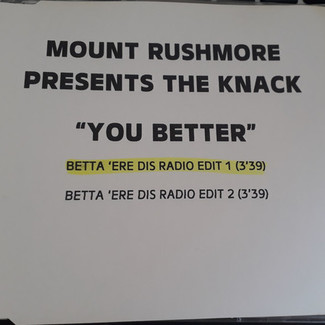 MOUNT RUSHMORE
PRESENTS THE KNACK
“YOU BETTER”
BETTA ‘ERE DIS RADIO EDIT 1 (3’39)
BETTA ‘ERE DIS RADIO EDIT 2 (3’39)